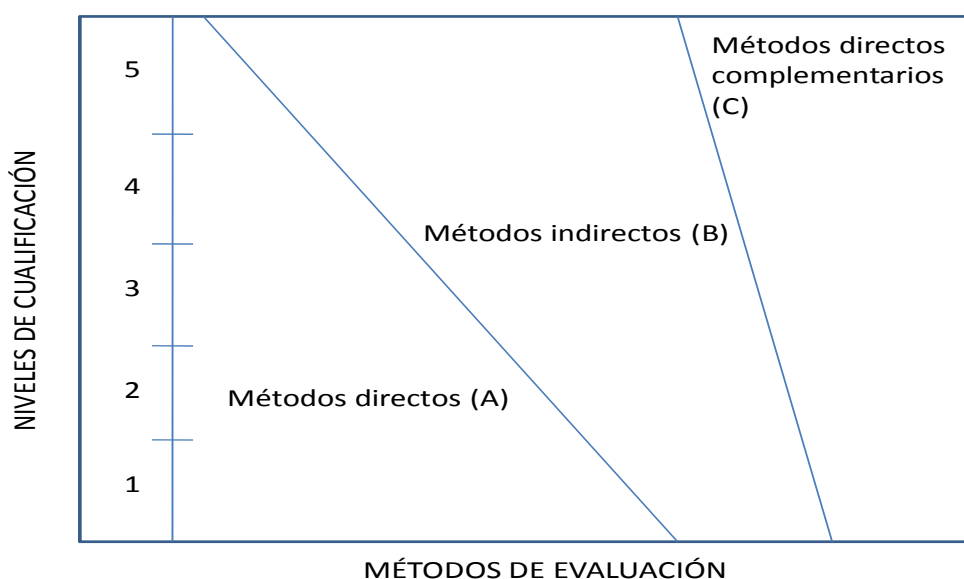 NIVELES DE CUALIFICACIÓN
5
4
3
2
1
Métodos directos
complementarios
(C)
Métodos indirectos (B)
Métodos directos (A)
MÉTODOS DE EVALUACIÓN